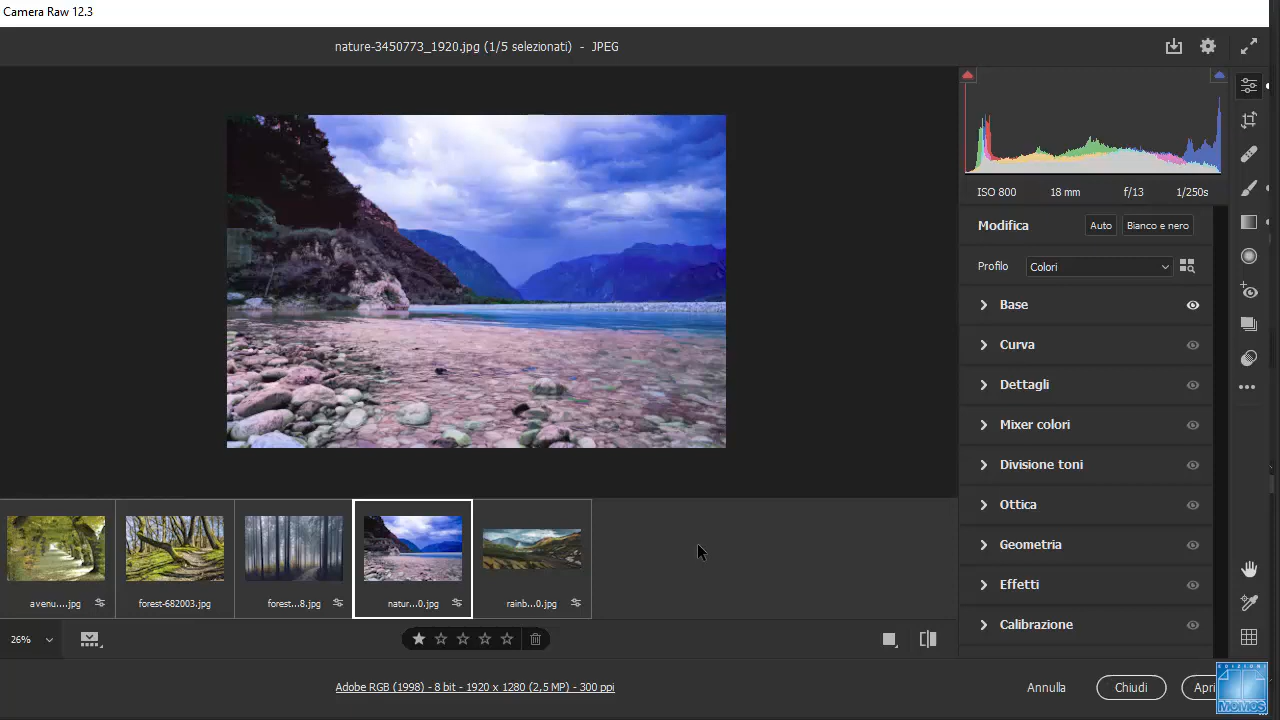 Camera Raw 12.3
nature-3450773_1920.jpg (1/5 selezionati)  -  JPEG
ISO 800 18 mm f/13 1/250s
Modifica Auto Bianco e nero
Profilo Colori
Base
Curva
Dettagli
Mixer colori
Divisione toni
Ottica
Geometria
Effetti
Calibrazione
avenu....jpg forest-682003.jpg forest...8.jpg natur...0.jpg rainb...0.jpg
26%
Adobe RGB (1998) - 8 bit - 1920 x 1280 (2,5 MP) - 300 ppi
Annulla Chiudi Apri
EDIZIONI
MOMOS